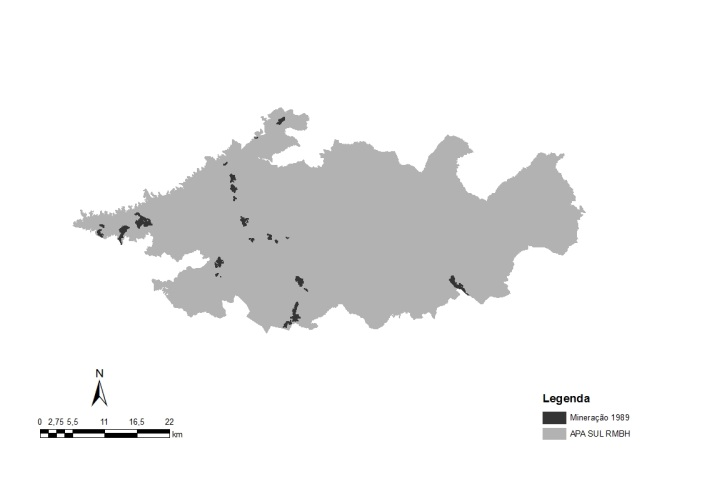 N
0 2,75 5,5 11 16,5 22
km
Legenda
Mineração 1989
APA SUL RMBH